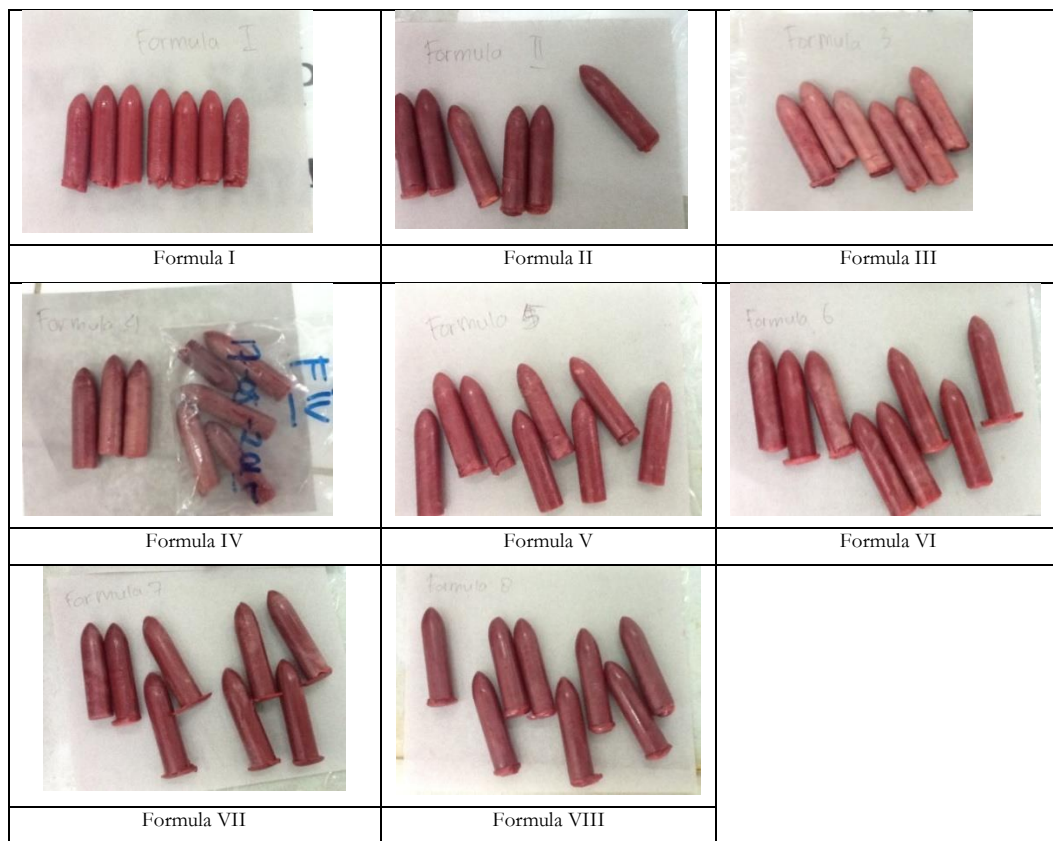 Formula I
Formula II
Formula 3
Formula I
Formula II
Formula III
Formula 4
F IV
Formula 5
Formula 6
Formula IV
Formula V
Formula VI
Formula 7
Formula 8
Formula VII
Formula VIII